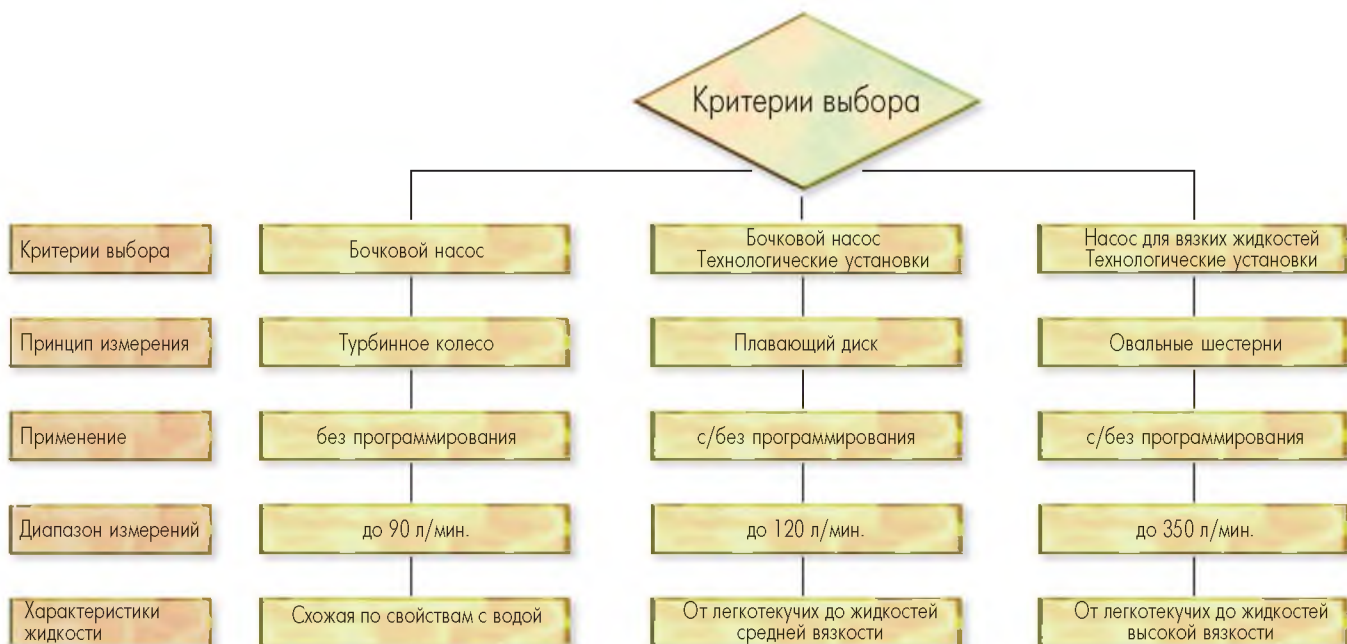 Критерии выбора
Критерии выбора
Бочковой насос
Бочковой насос
Технологические установки
Насос для вязких жидкостей
Технологические установки
Принцип измерения
Турбинное колесо
Плавающий диск
Овальные шестерни
Применение
без программирования
с/без программирования
с/без программирования
Диапазон измерений
до 90 л/мин.
до 120 л/мин.
до 350 л/мин.
Характеристики
жидкости
Схожая по свойствам с водой
От легкотекучих до жидкостей
средней вязкости
От легкотекучих до жидкостей
высокой вязкости